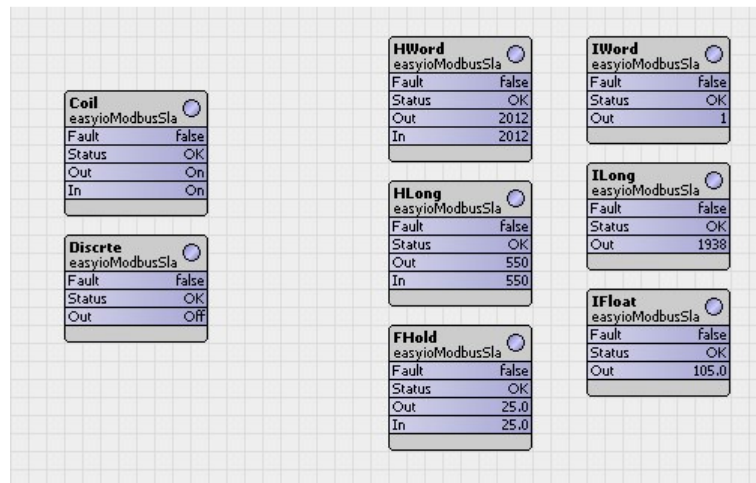 Coil
easyioModbusSla
Fault false
Status OK
Out On
In On
Discrte
easyioModbusSla
Fault false
Status OK
Out Off
HWord
easyioModbusSla
Fault false
Status OK
Out 2012
In 2012
HLong
easyioModbusSla
Fault false
Status OK
Out 550
In 550
FHold
easyioModbusSla
Fault false
Status OK
Out 25.0
In 25.0
IWord
easyioModbusSla
Fault false
Status OK
Out 1
ILong
easyioModbusSla
Fault false
Status OK
Out 1938
IFloat
easyioModbusSla
Fault false
Status OK
Out 105.0